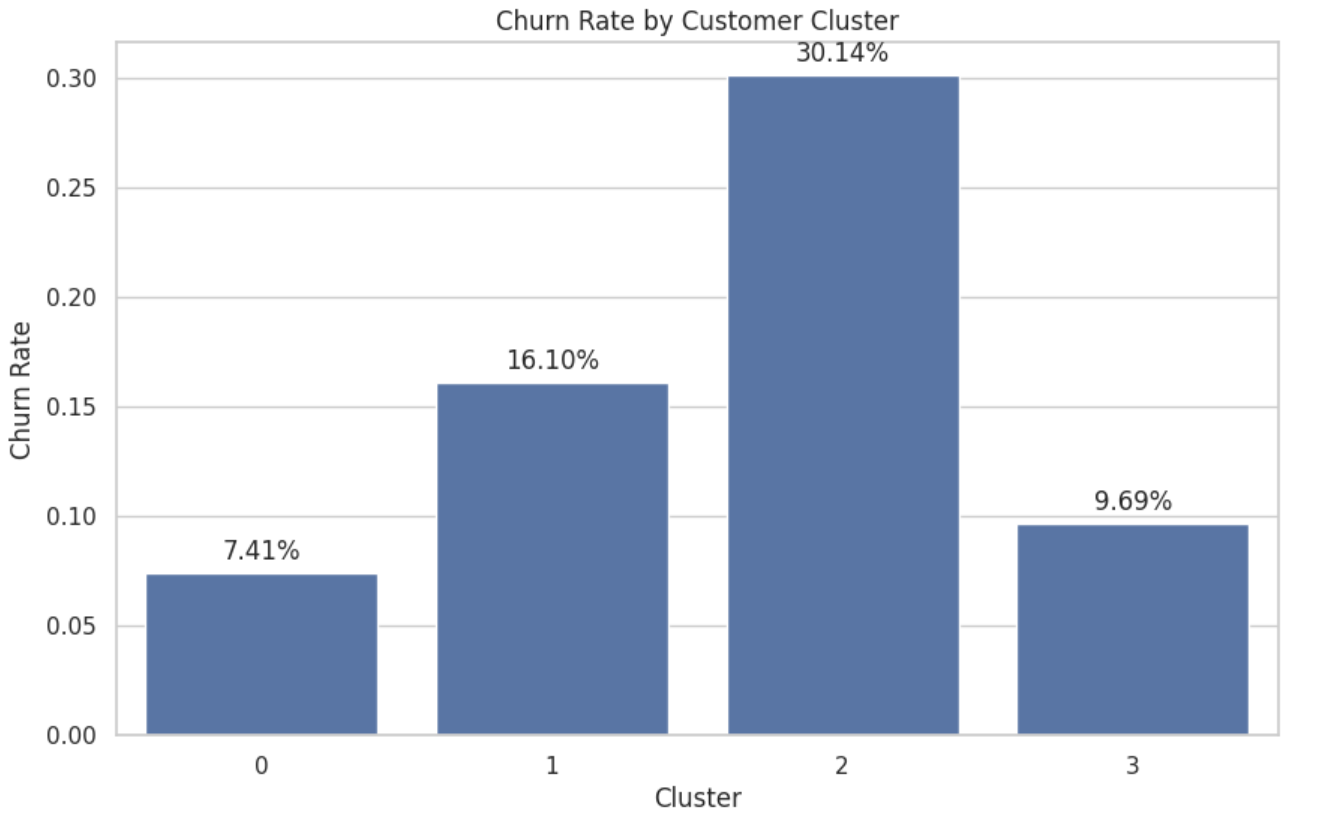 Churn Rate by Customer Cluster
30.14%
0.30
0.25
0.20
16.10%
0.15
9.69%
0.10
7.41%
0.05
0.00
Churn Rate
0 1 2 3
Cluster